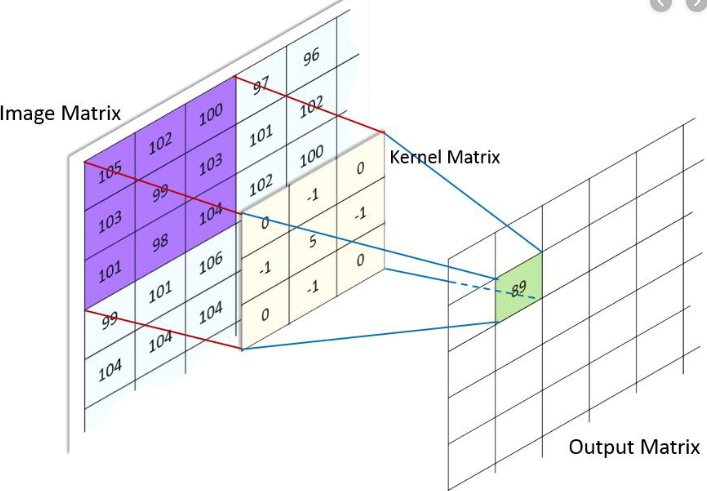 Image Matrix
105 102 100 97 96
103 99 103 101 102
101 98 104 102 100
99 101 106
104 104 104
Kernel Matrix
0 -1 0
-1 5 -1
0 -1 0
89
Output Matrix